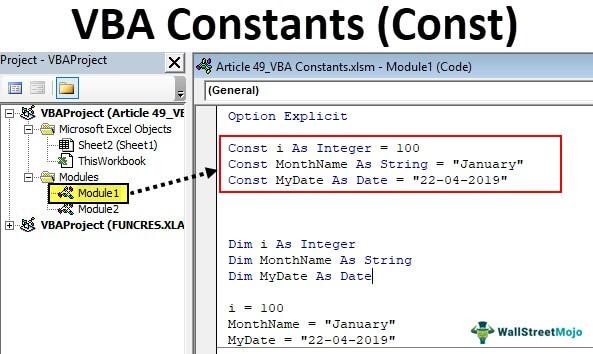 VBA Constants (Const)
Project - VBAProject
VBAProject (Article 49_VB
Microsoft Excel Objects
Sheet2 (Sheet1)
ThisWorkbook
Modules
Module1
Module2
VBAProject (FUNCRES.XLA
Article 49_VBA Constants.xlsm - Module1 (Code)
(General)
Option Explicit
Const i As Integer = 100
Const MonthName As String = "January"
Const MyDate As Date = "22-04-2019"
Dim i As Integer
Dim MonthName As String
Dim MyDate As Date
i = 100
MonthName = "January"
MyDate = "22-04-2019"
WallStreetMojo